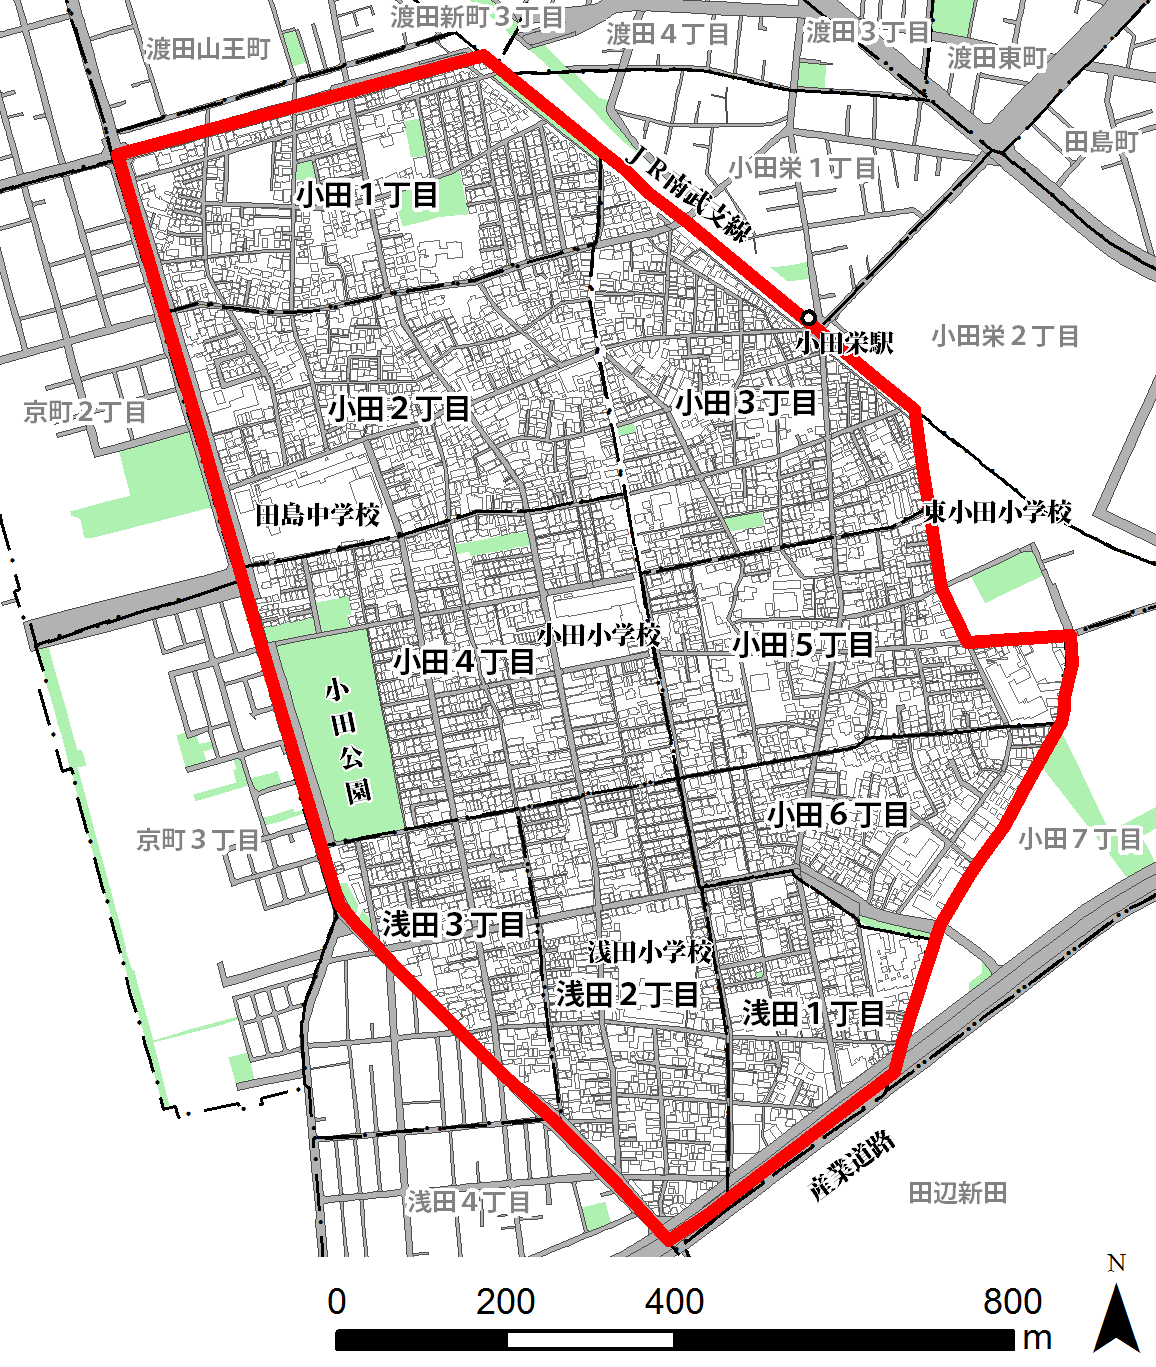 渡田新町３丁目
渡田４丁目
渡田３丁目
渡田山王町
渡田東町
田島町
ＪＲ南武支線
小田栄１丁目
小田１丁目
小田栄駅
小田栄２丁目
京町２丁目
小田２丁目
小田３丁目
田島中学校
東小田小学校
小田小学校
小田４丁目
小田５丁目
小田公園
小田６丁目
京町３丁目
小田７丁目
浅田３丁目
浅田小学校
浅田２丁目
浅田１丁目
産業道路
浅田４丁目
田辺新田
N
0 200 400 800
m